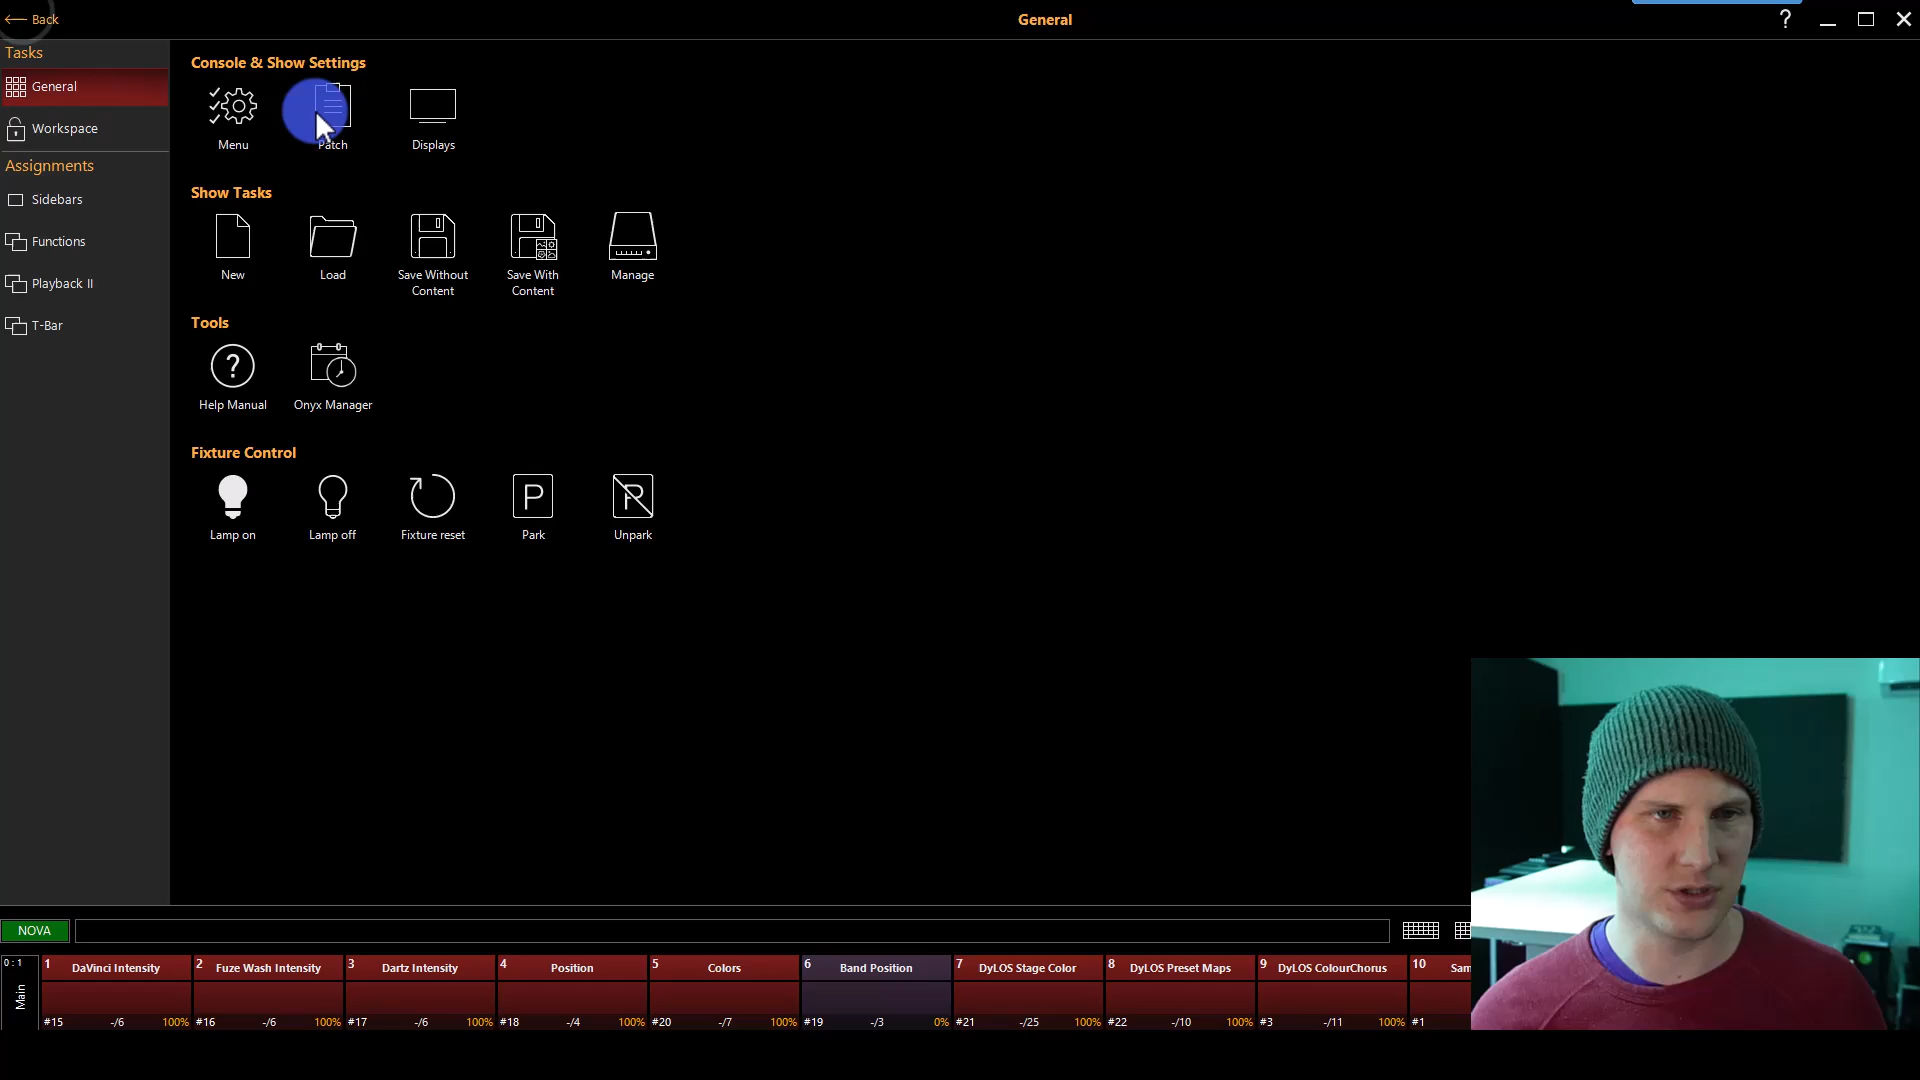 Back
General
Tasks
General
Workspace
Assignments
Sidebars
Functions
Playback II
T-Bar
Console & Show Settings
Menu
Patch
Displays
Show Tasks
New
Load
Save Without
Content
Save With
Content
Manage
Tools
?
Help Manual
Onyx Manager
Fixture Control
Lamp on
Lamp off
Fixture reset
P
Park
P
Unpark
?
NOVA
0 : 1
Main
1 DaVinci Intensity
#15 -/6 100%
2 Fuze Wash Intensity
#16 -/6 100%
3 Dartz Intensity
#17 -/6 100%
4 Position
#18 -/4 100%
5 Colors
#20 -/7 100%
6 Band Position
#19 -/3 0%
7 DyLOS Stage Color
#21 -/25 100%
8 DyLOS Preset Maps
#22 -/10 100%
9 DyLOS ColourChorus
#3 -/11 100%
10 Sam
#1